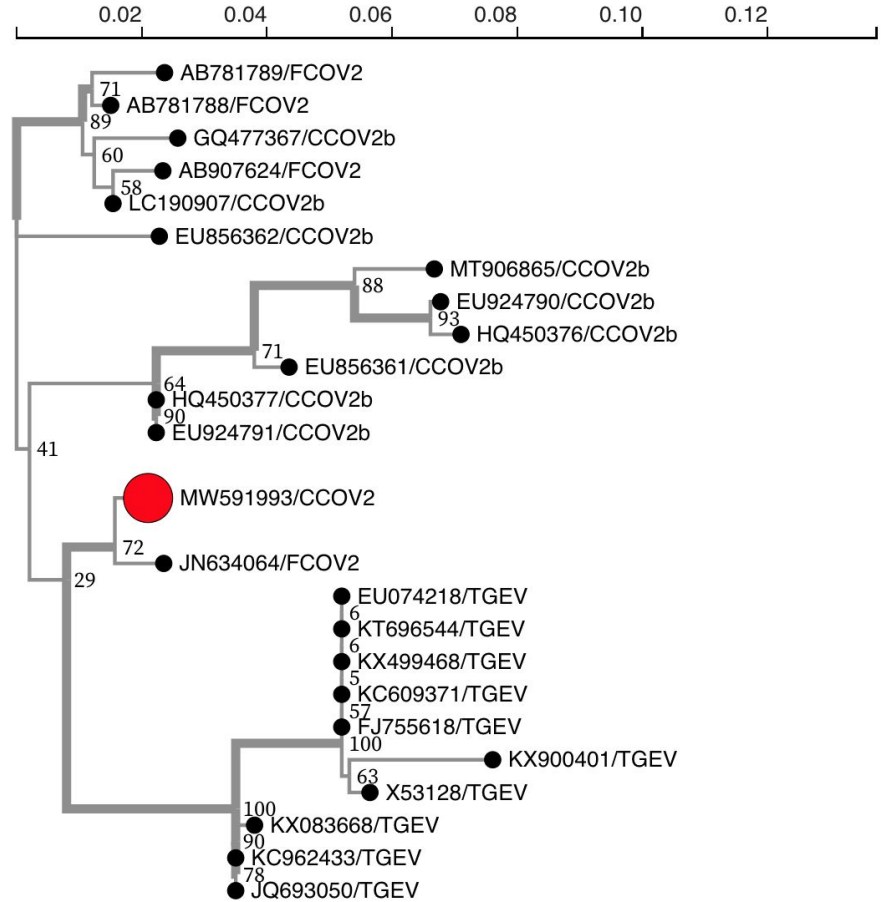 0.02 0.04 0.06 0.08 0.10 0.12
AB781789/FCOV2
71
AB781788/FCOV2
89
GQ477367/CCOV2b
60
AB907624/FCOV2
58
LC190907/CCOV2b
EU856362/CCOV2b
MT906865/CCOV2b
88
EU924790/CCOV2b
93
HQ450376/CCOV2b
71
EU856361/CCOV2b
64
HQ450377/CCOV2b
90
EU924791/CCOV2b
41
MW591993/CCOV2
72
JN634064/FCOV2
29
EU074218/TGEV
6
KT696544/TGEV
6
KX499468/TGEV
5
KC609371/TGEV
57
FJ755618/TGEV
100
KX900401/TGEV
63
X53128/TGEV
100
KX083668/TGEV
90
KC962433/TGEV
78
JQ693050/TGEV